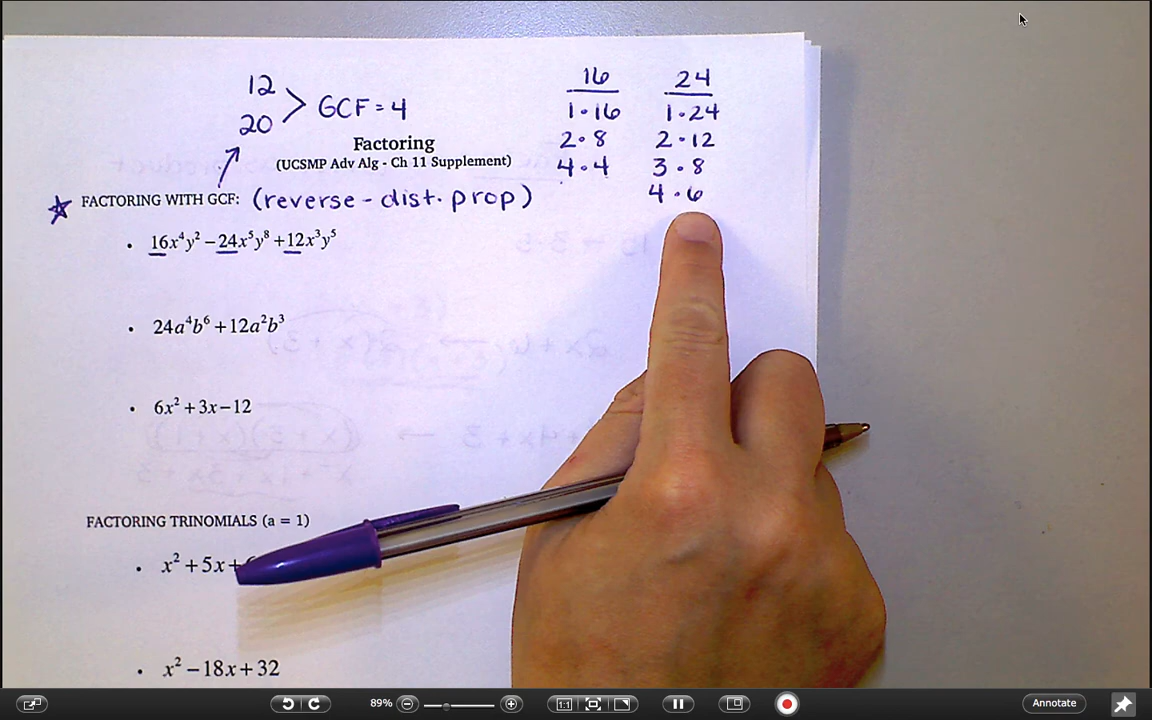 12
20
GCF = 4
16
1·16
2·8
4·4
24
1·24
2·12
3·8
4·6
Factoring
(UCSMP Adv Alg - Ch 11 Supplement)
FACTORING WITH GCF: (reverse - dist. prop)
• 16x⁴y² − 24x⁵y⁸ + 12x³y⁵
• 24a⁴b⁶ + 12a²b³
• 6x² + 3x − 12
FACTORING TRINOMIALS (a = 1)
• x² + 5x +
• x² − 18x + 32
89%
1:1
Annotate